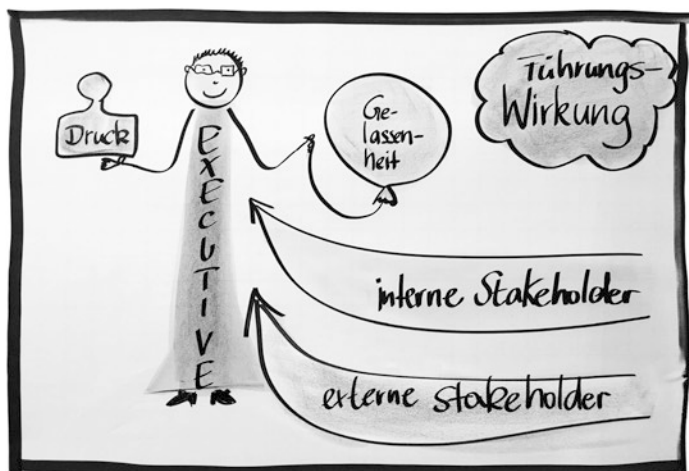 Druck
EXECUTIVE
Ge-
lassen-
heit
Führungs-
Wirkung
interne Stakeholder
externe Stakeholder